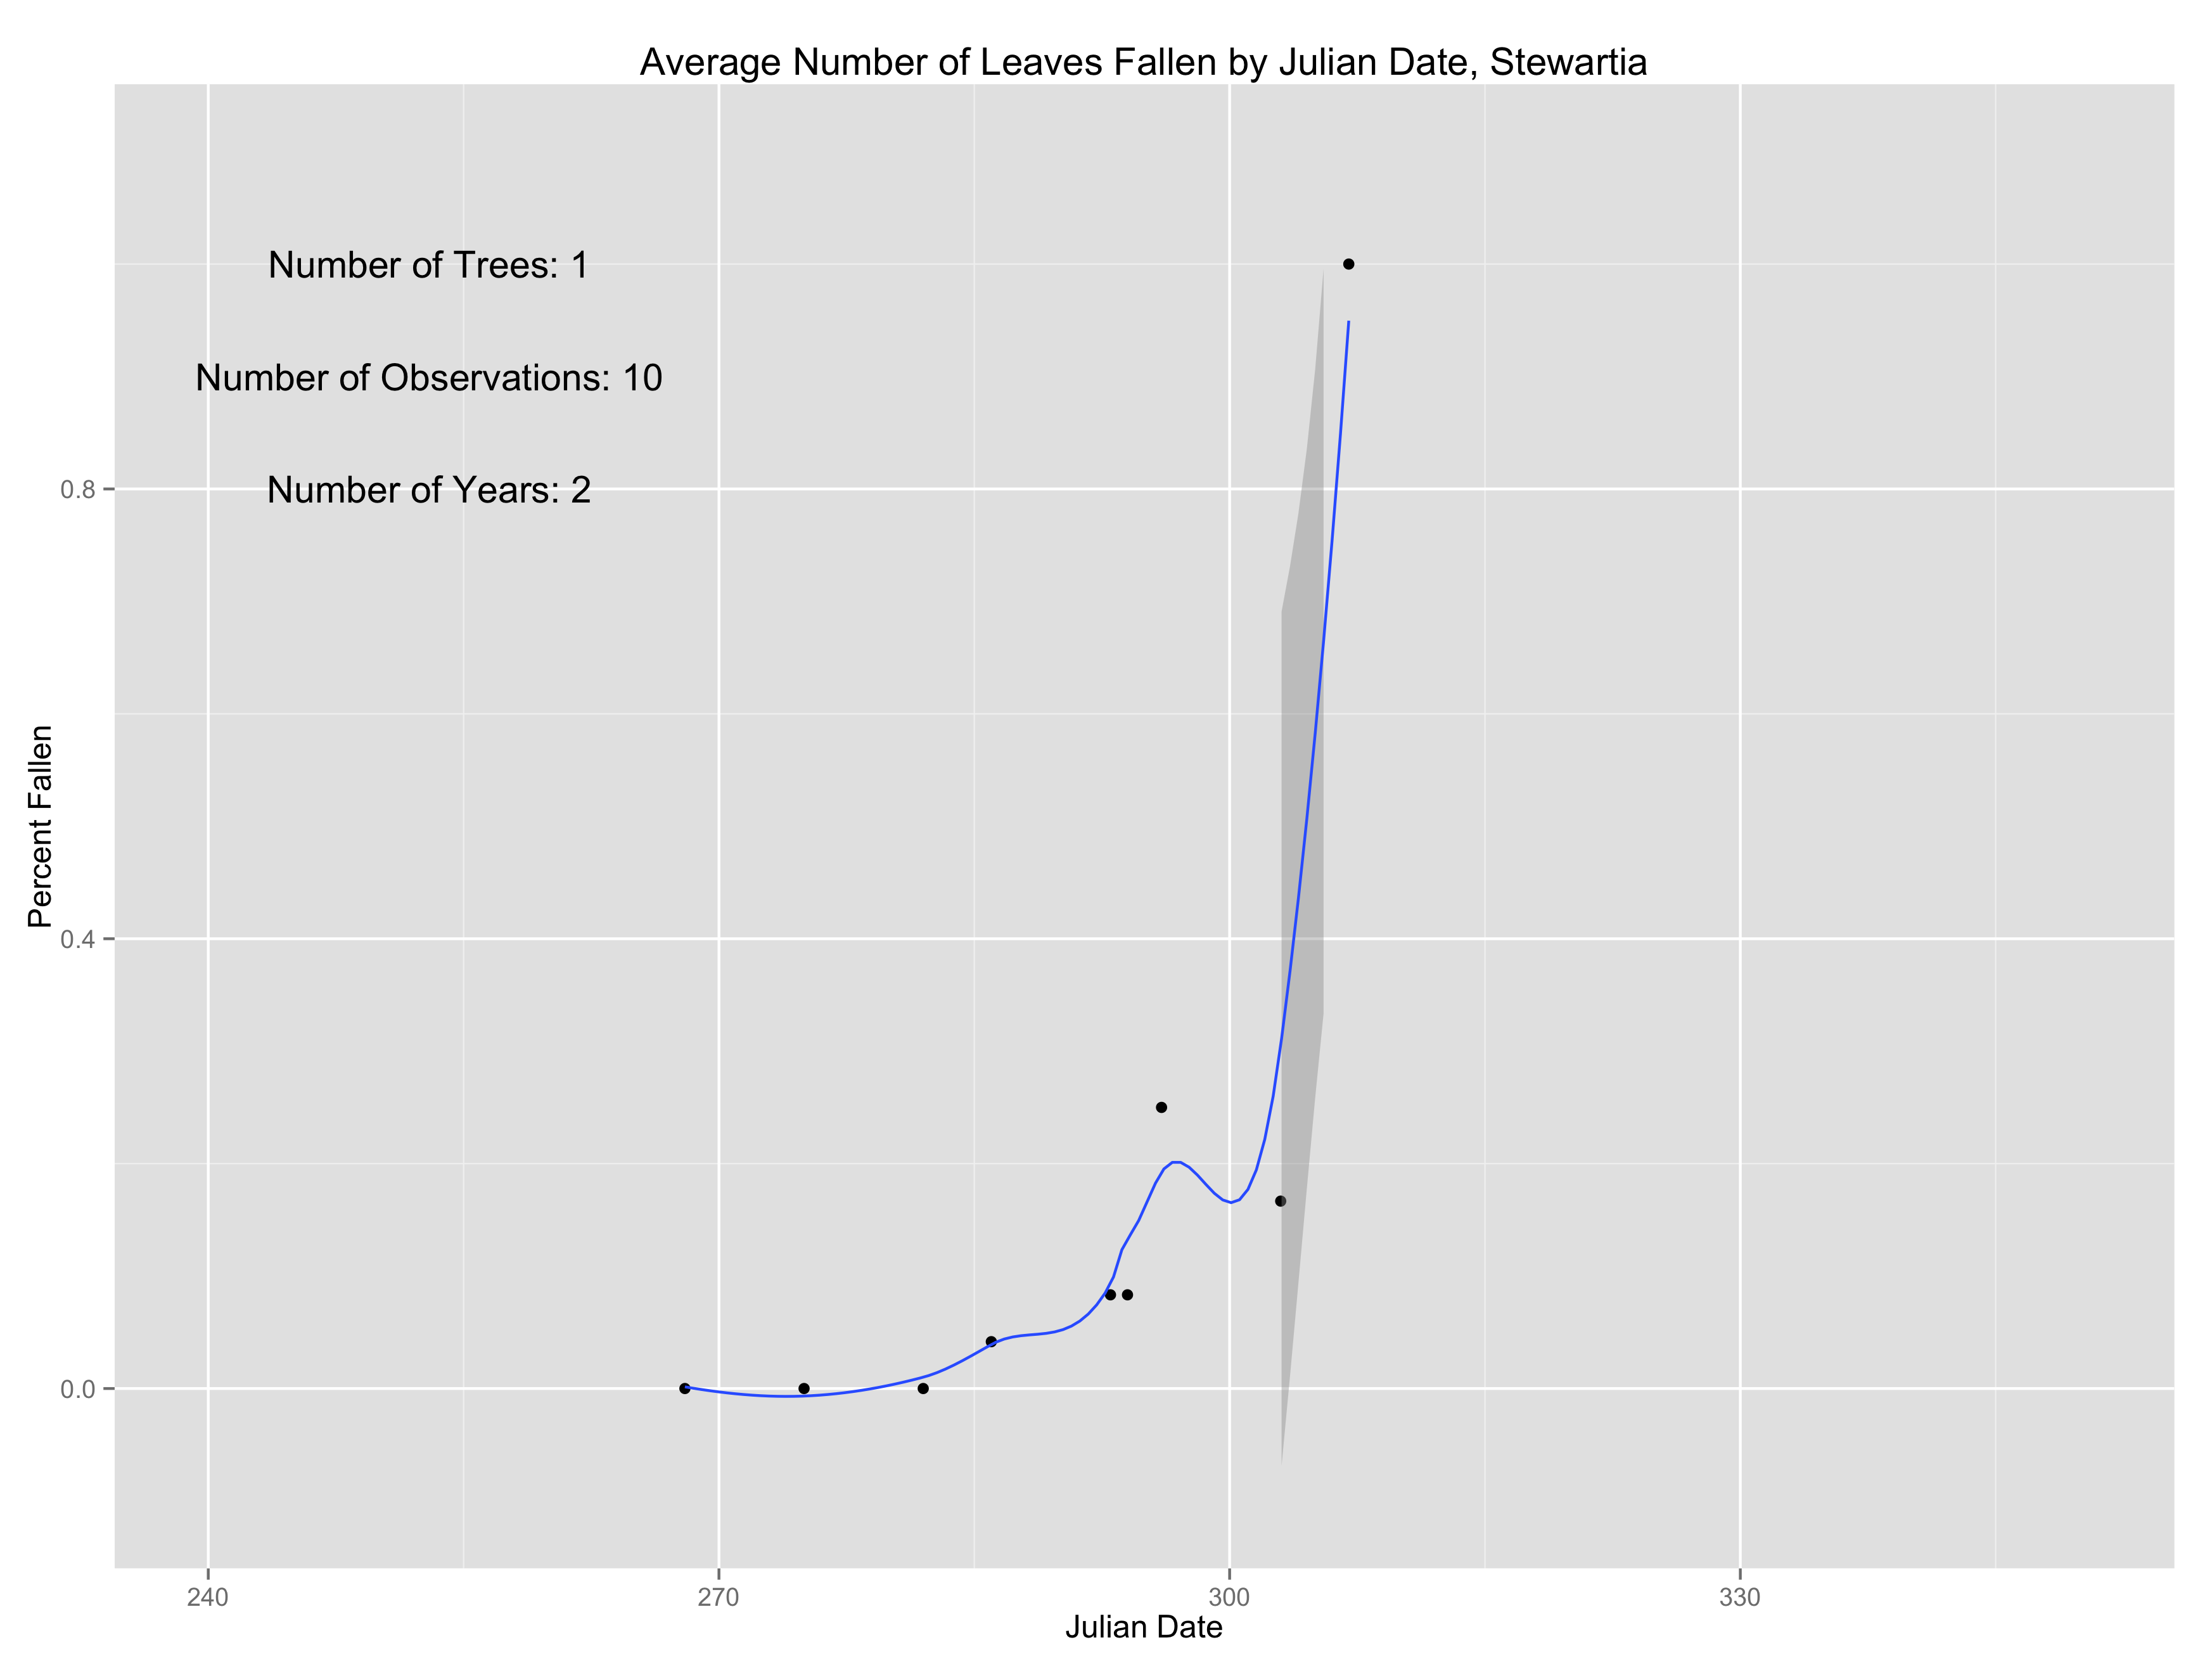 Average Number of Leaves Fallen by Julian Date, Stewartia
Number of Trees: 1
Number of Observations: 10
Number of Years: 2
Percent Fallen
0.8
0.4
0.0
240 270 300 330
Julian Date